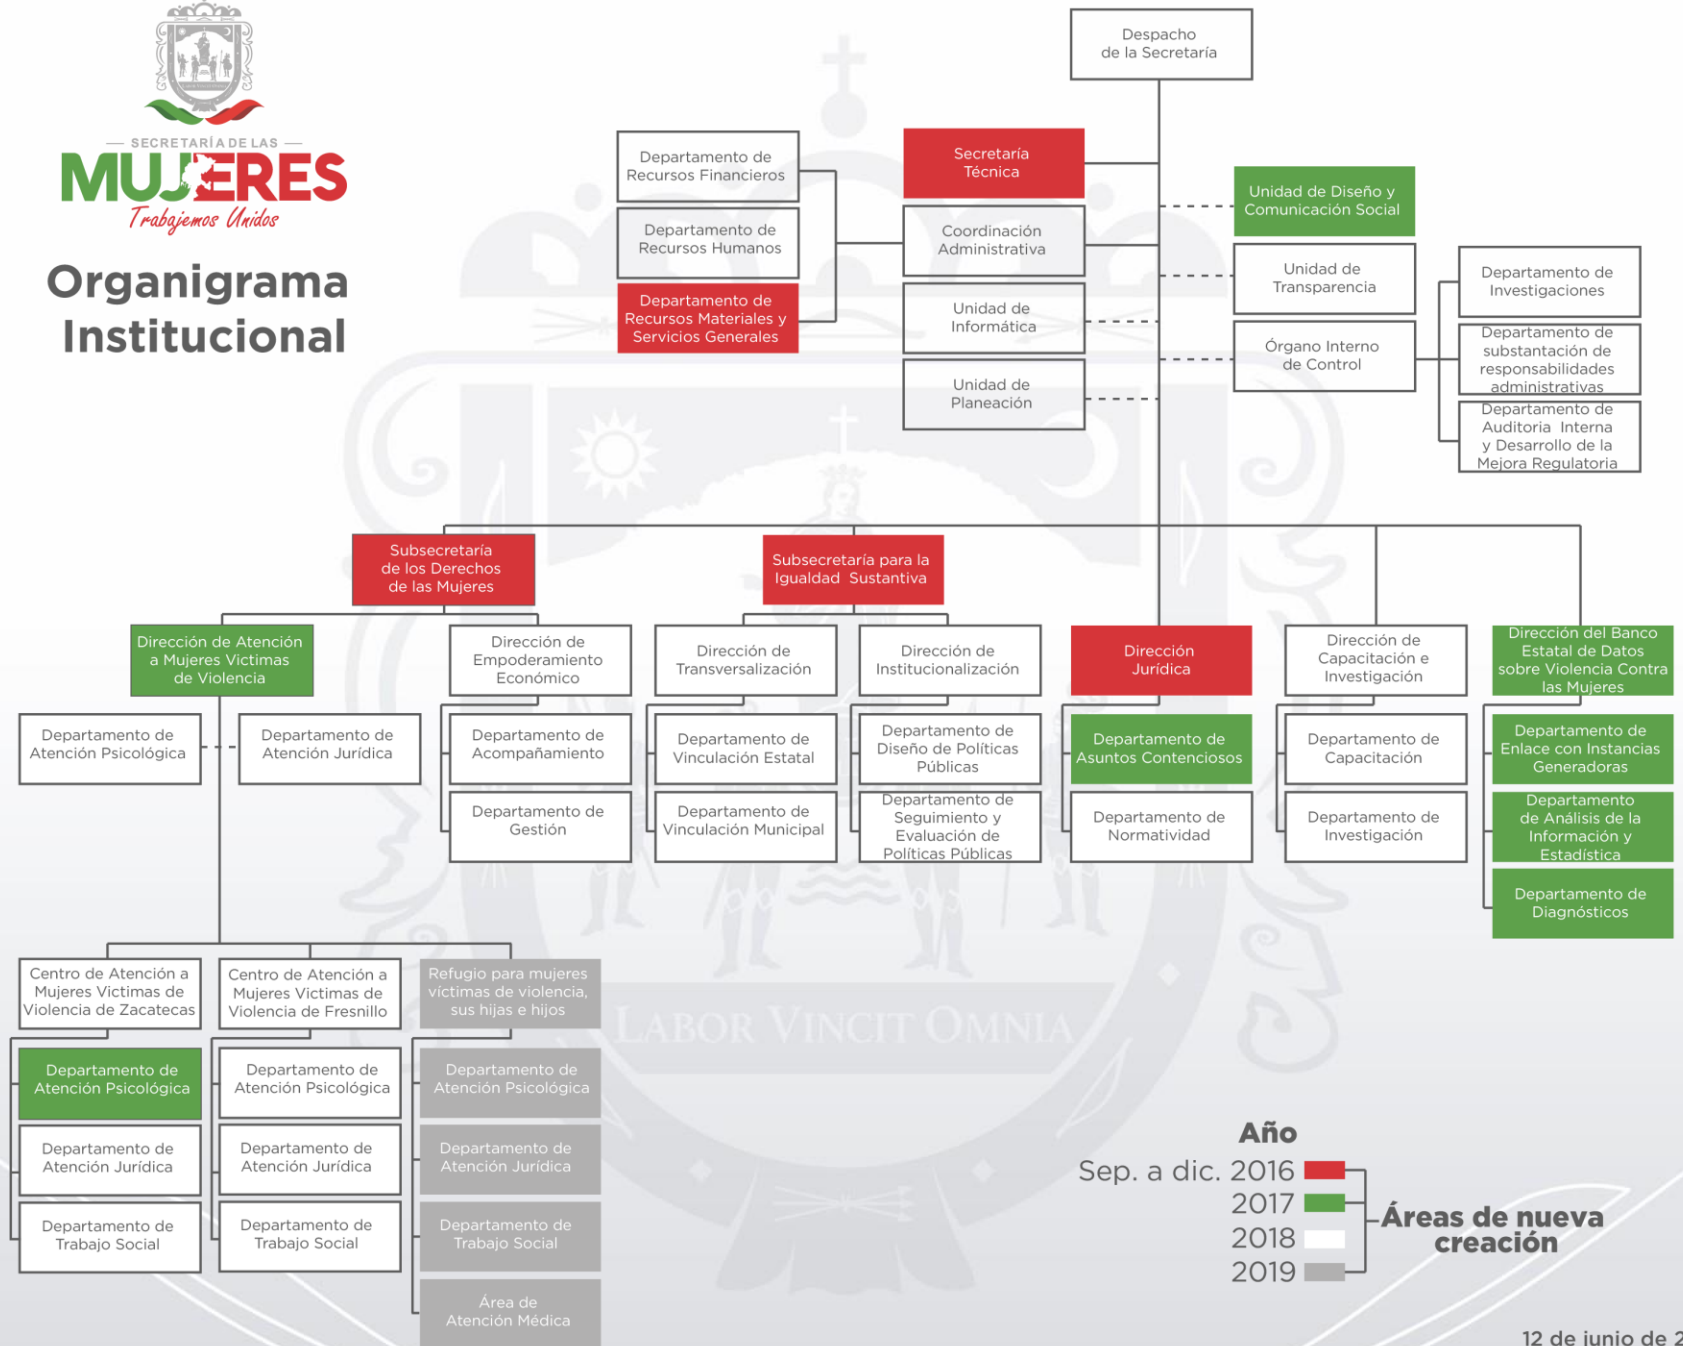 SECRETARÍA DE LAS
MUJERES
Trabajemos Unidos
Organigrama
Institucional
Despacho
de la Secretaría
Departamento de
Recursos Financieros
Departamento de
Recursos Humanos
Departamento de
Recursos Materiales y
Servicios Generales
Secretaría
Técnica
Coordinación
Administrativa
Unidad de
Informática
Unidad de
Planeación
Unidad de Diseño y
Comunicación Social
Unidad de
Transparencia
Órgano Interno
de Control
Departamento de
Investigaciones
Departamento de
substantación de
responsabilidades
administrativas
Departamento de
Auditoria Interna
y Desarrollo de la
Mejora Regulatoria
Subsecretaría
de los Derechos
de las Mujeres
Subsecretaría para la
Igualdad Sustantiva
Dirección de Atención
a Mujeres Victimas
de Violencia
Dirección de
Empoderamiento
Económico
Dirección de
Transversalización
Dirección de
Institucionalización
Dirección
Jurídica
Dirección de
Capacitación e
Investigación
Dirección del Banco
Estatal de Datos
sobre Violencia Contra
las Mujeres
Departamento de
Atención Psicológica
Departamento de
Atención Jurídica
Departamento de
Acompañamiento
Departamento de
Gestión
Departamento de
Vinculación Estatal
Departamento de
Vinculación Municipal
Departamento de
Diseño de Políticas
Públicas
Departamento de
Seguimiento y
Evaluación de
Políticas Públicas
Departamento de
Asuntos Contenciosos
Departamento de
Normatividad
Departamento de
Capacitación
Departamento de
Investigación
Departamento de
Enlace con Instancias
Generadoras
Departamento
de Análisis de la
Información y
Estadística
Departamento de
Diagnósticos
Centro de Atención a
Mujeres Victimas de
Violencia de Zacatecas
Centro de Atención a
Mujeres Victimas de
Violencia de Fresnillo
Refugio para mujeres
víctimas de violencia,
sus hijas e hijos
Departamento de
Atención Psicológica
Departamento de
Atención Jurídica
Departamento de
Trabajo Social
Departamento de
Atención Psicológica
Departamento de
Atención Jurídica
Departamento de
Trabajo Social
Departamento de
Atención Psicológica
Departamento de
Atención Jurídica
Departamento de
Trabajo Social
Área de
Atención Médica
LABOR VINCIT OMNIA
Año
Sep. a dic. 2016
2017
2018
2019
Áreas de nueva
creación
12 de junio de 2